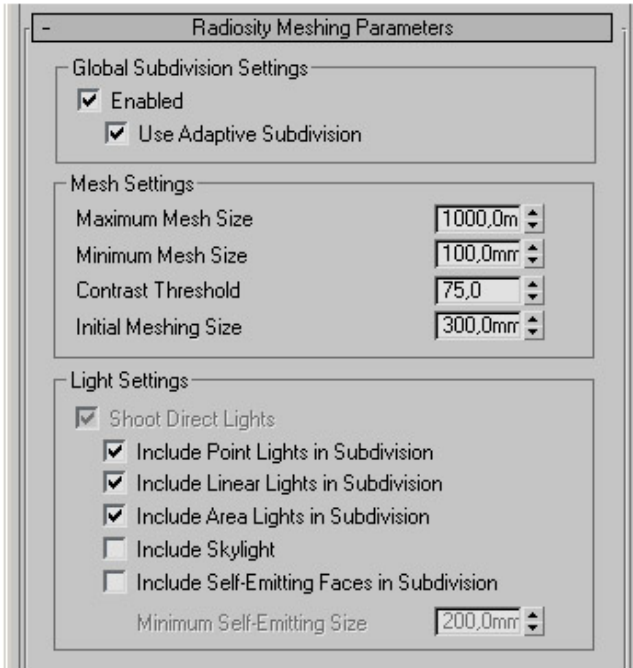 - Radiosity Meshing Parameters -
Global Subdivision Settings
Enabled
Use Adaptive Subdivision
Mesh Settings
Maximum Mesh Size 1000,0m
Minimum Mesh Size 100,0mm
Contrast Threshold 75,0
Initial Meshing Size 300,0mm
Light Settings
Shoot Direct Lights
Include Point Lights in Subdivision
Include Linear Lights in Subdivision
Include Area Lights in Subdivision
Include Skylight
Include Self-Emitting Faces in Subdivision
Minimum Self-Emitting Size 200,0mm